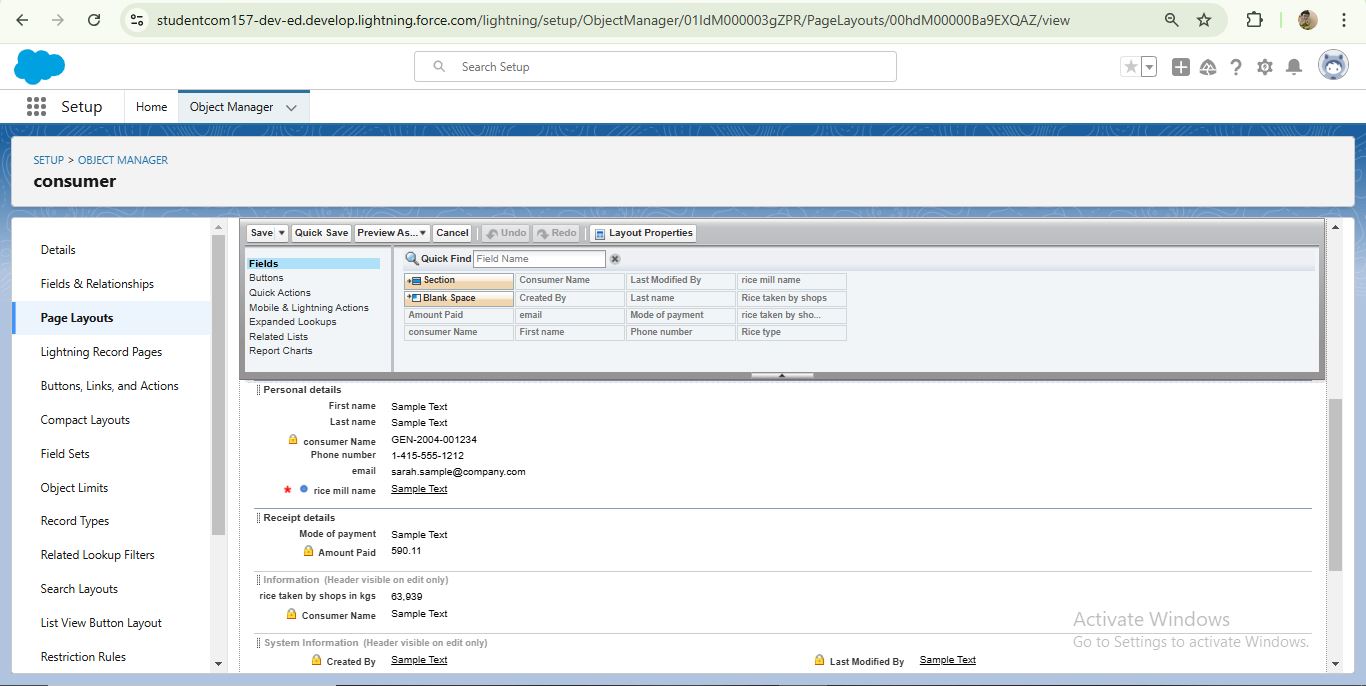 studentcom157-dev-ed.develop.lightning.force.com/lightning/setup/ObjectManager/01IdM000003gZPR/PageLayouts/00hdM00000Ba9EXQAZ/view
Search Setup
Setup
Home
Object Manager
SETUP > OBJECT MANAGER
consumer
Details
Fields & Relationships
Page Layouts
Lightning Record Pages
Buttons, Links, and Actions
Compact Layouts
Field Sets
Object Limits
Record Types
Related Lookup Filters
Search Layouts
List View Button Layout
Restriction Rules
Save Quick Save Preview As... Cancel Undo Redo Layout Properties
Fields
Buttons
Quick Actions
Mobile & Lightning Actions
Expanded Lookups
Related Lists
Report Charts
Quick Find Field Name
Section Consumer Name Last Modified By rice mill name
Blank Space Created By Last name Rice taken by shops
Amount Paid email Mode of payment rice taken by sho...
consumer Name First name Phone number Rice type
Personal details
First name Sample Text
Last name Sample Text
consumer Name GEN-2004-001234
Phone number 1-415-555-1212
email sarah.sample@company.com
* rice mill name Sample Text
Receipt details
Mode of payment Sample Text
Amount Paid 590.11
Information (Header visible on edit only)
rice taken by shops in kgs 63,939
Consumer Name Sample Text
System Information (Header visible on edit only)
Created By Sample Text Last Modified By Sample Text
Activate Windows
Go to Settings to activate Windows.